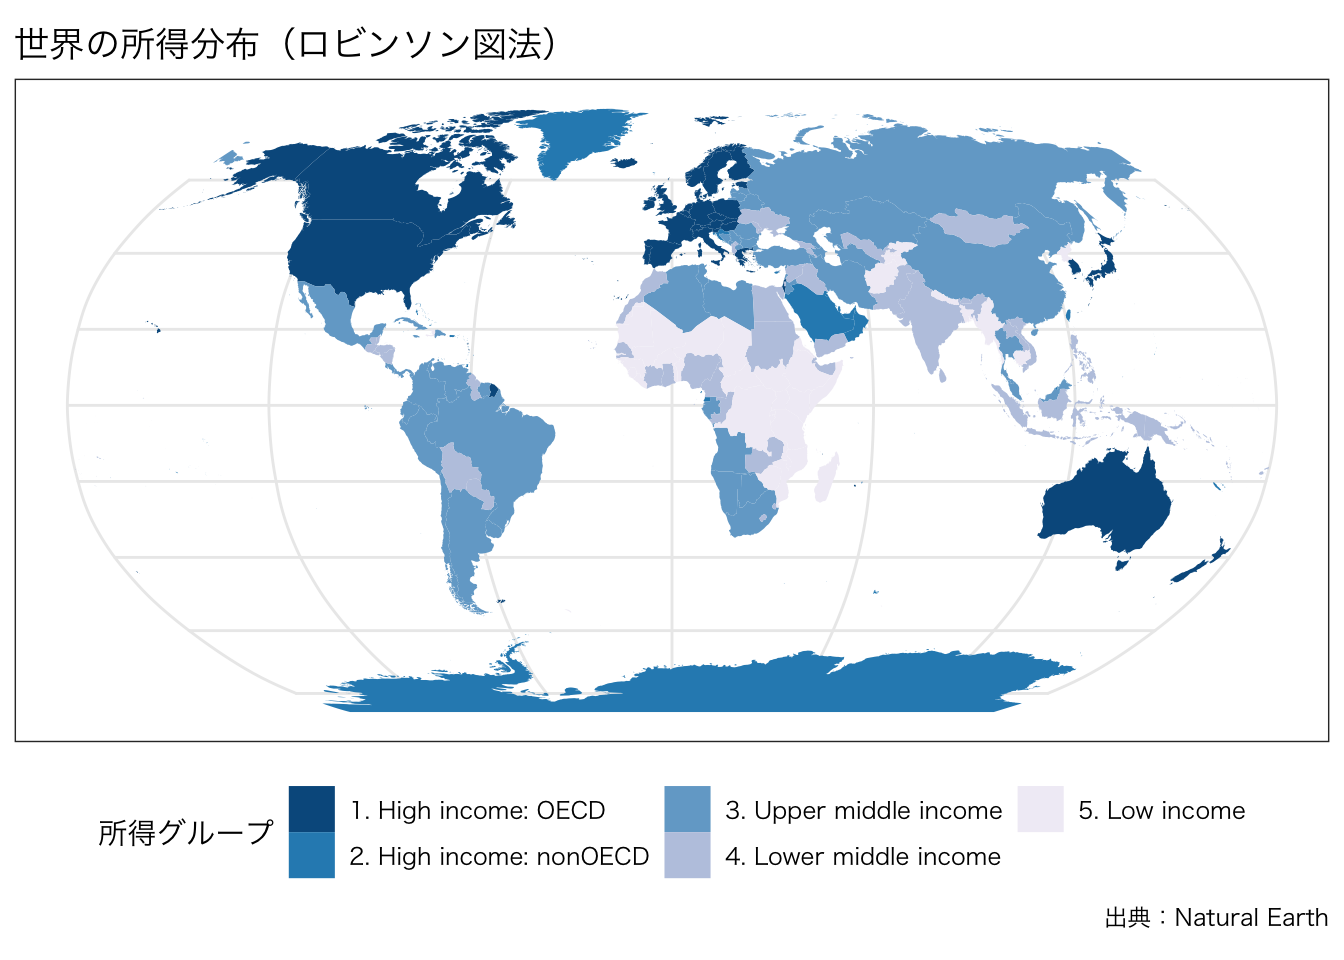 世界の所得分布（ロビンソン図法）
所得グループ
1. High income: OECD
2. High income: nonOECD
3. Upper middle income
4. Lower middle income
5. Low income
出典：Natural Earth